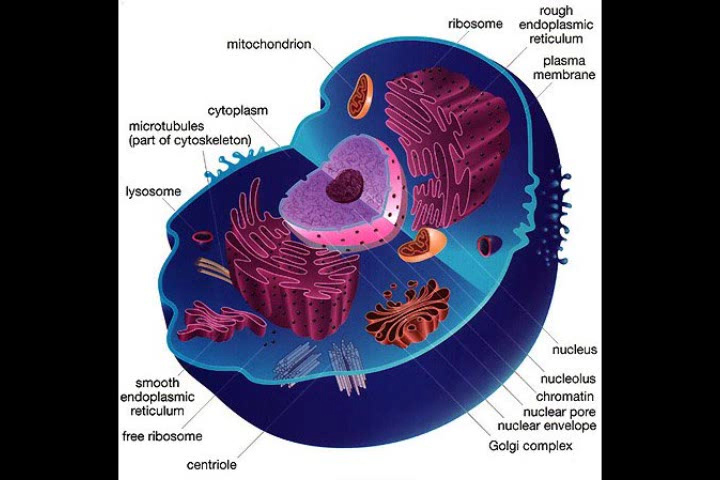 mitochondrion
ribosome
rough
endoplasmic
reticulum
plasma
membrane
cytoplasm
microtubules
(part of cytoskeleton)
lysosome
smooth
endoplasmic
reticulum
free ribosome
centriole
nucleus
nucleolus
chromatin
nuclear pore
nuclear envelope
Golgi complex